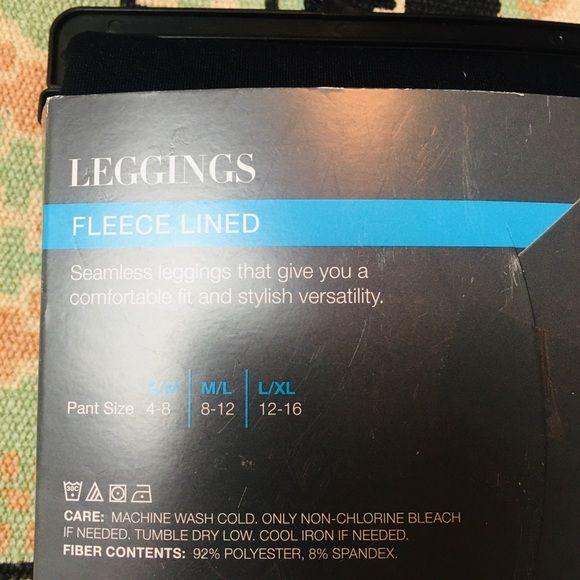 LEGGINGS
FLEECE LINED
Seamless leggings that give you a
comfortable fit and stylish versatility.
S/M M/L L/XL
Pant Size 4-8 8-12 12-16
30C
CARE: MACHINE WASH COLD. ONLY NON-CHLORINE BLEACH
IF NEEDED. TUMBLE DRY LOW. COOL IRON IF NEEDED.
FIBER CONTENTS: 92% POLYESTER, 8% SPANDEX.